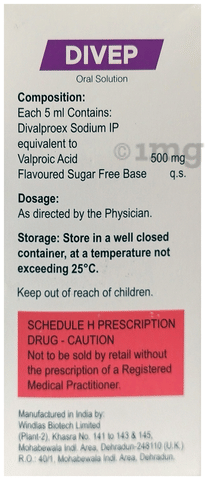 DIVEP
Oral Solution
Composition:
Each 5 ml Contains:
Divalproex Sodium IP
equivalent to
Valproic Acid 500 mg
Flavoured Sugar Free Base q.s.
Dosage:
As directed by the Physician.
Storage: Store in a well closed
container, at a temperature not
exceeding 25°C.
Keep out of reach of children.
SCHEDULE H PRESCRIPTION
DRUG - CAUTION
Not to be sold by retail without
the prescription of a Registered
Medical Practitioner.
Manufactured in India by:
Windlas Biotech Limited
(Plant-2), Khasra No. 141 to 143 & 145,
Mohabewala Indl. Area, Dehradun-248110 (U.K.)
R.O.: 40/1, Mohabewala Indl. Area, Dehradun.
©1mg